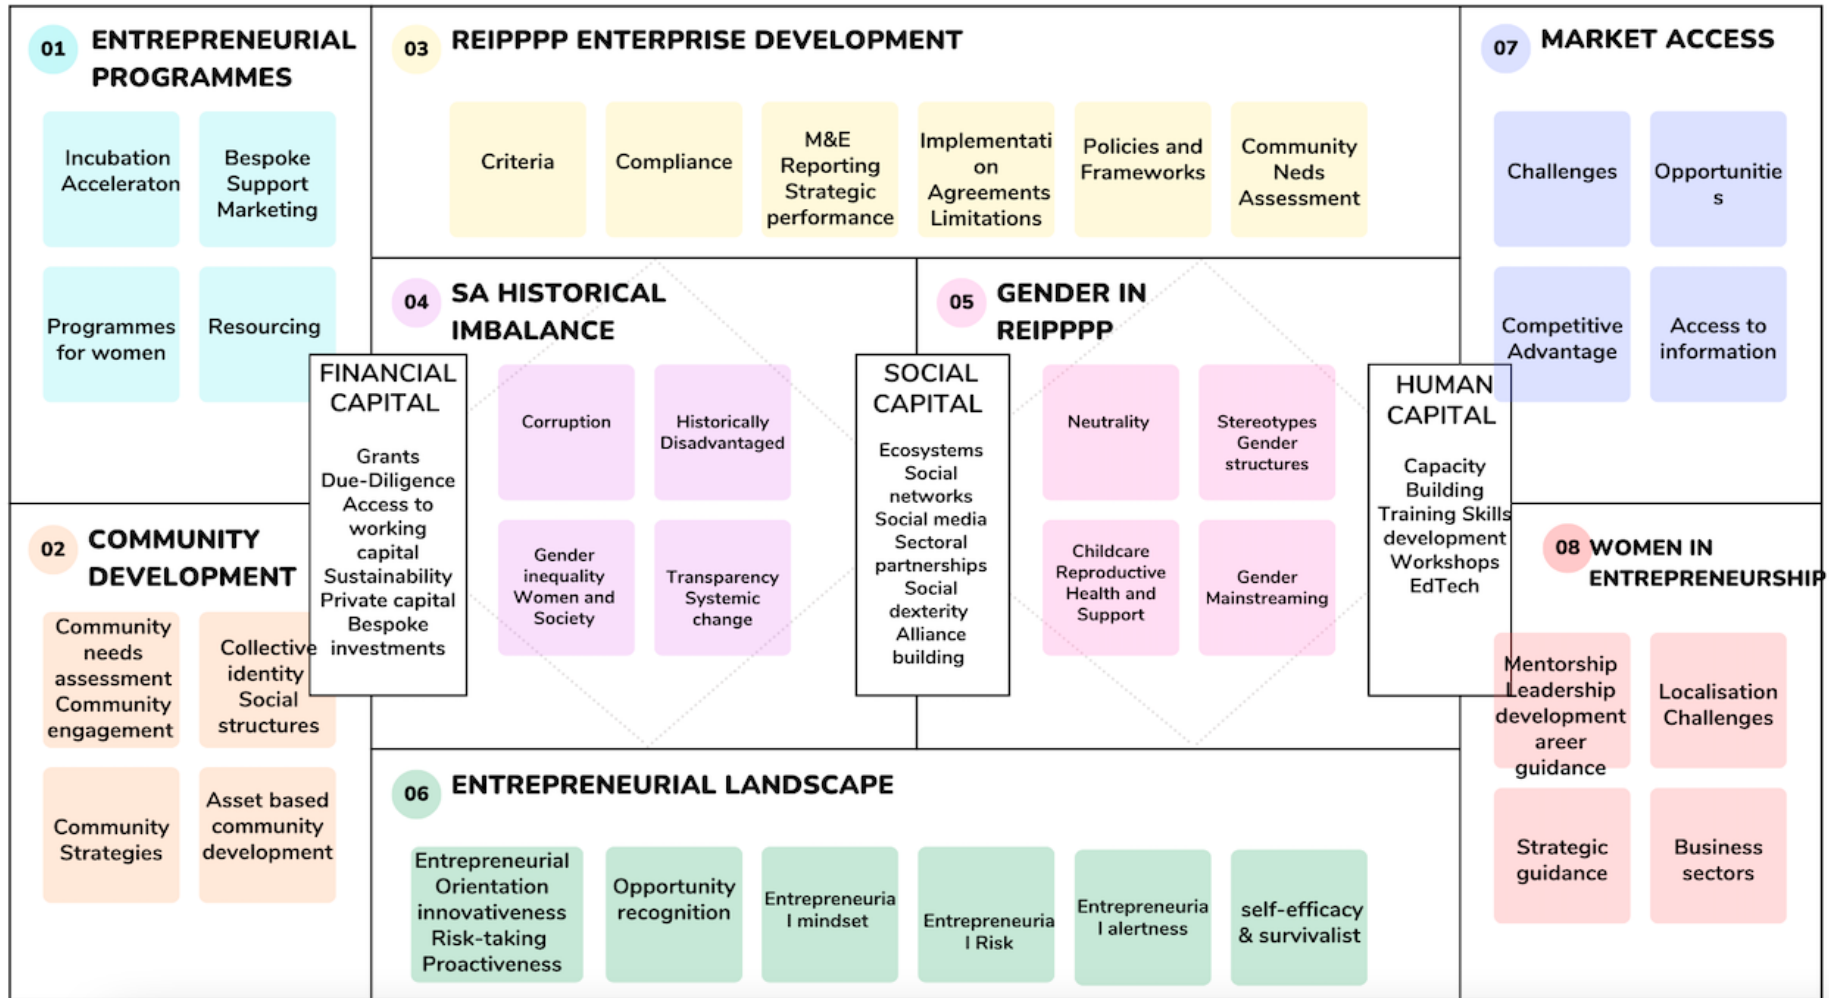 01
ENTREPRENEURIAL
PROGRAMMES
Incubation
Acceleraton
Bespoke
Support
Marketing
Programmes
for women
Resourcing
02
COMMUNITY
DEVELOPMENT
Community
needs
assessment
Community
engagement
Collective
identity
Social
structures
Community
Strategies
Asset based
community
development
03
REIPPPP ENTERPRISE DEVELOPMENT
Criteria
Compliance
M&E
Reporting
Strategic
performance
Implementati
on
Agreements
Limitations
Policies and
Frameworks
Community
Neds
Assessment
FINANCIAL
CAPITAL
Grants
Due-Diligence
Access to
working
capital
Sustainability
Private capital
Bespoke
investments
04
SA HISTORICAL
IMBALANCE
Corruption
Historically
Disadvantaged
Gender
inequality
Women and
Society
Transparency
Systemic
change
SOCIAL
CAPITAL
Ecosystems
Social
networks
Social media
Sectoral
partnerships
Social
dexterity
Alliance
building
05
GENDER IN
REIPPPP
Neutrality
Stereotypes
Gender
structures
Childcare
Reproductive
Health and
Support
Gender
Mainstreaming
HUMAN
CAPITAL
Capacity
Building
Training Skills
development
Workshops
EdTech
06
ENTREPRENEURIAL LANDSCAPE
Entrepreneurial
Orientation
innovativeness
Risk-taking
Proactiveness
Opportunity
recognition
Entrepreneuria
l mindset
Entrepreneuria
l Risk
Entrepreneuria
l alertness
self-efficacy
& survivalist
07
MARKET ACCESS
Challenges
Opportunitie
s
Competitive
Advantage
Access to
information
08
WOMEN IN
ENTREPRENEURSHIP
Mentorship
Leadership
development
areer
guidance
Localisation
Challenges
Strategic
guidance
Business
sectors